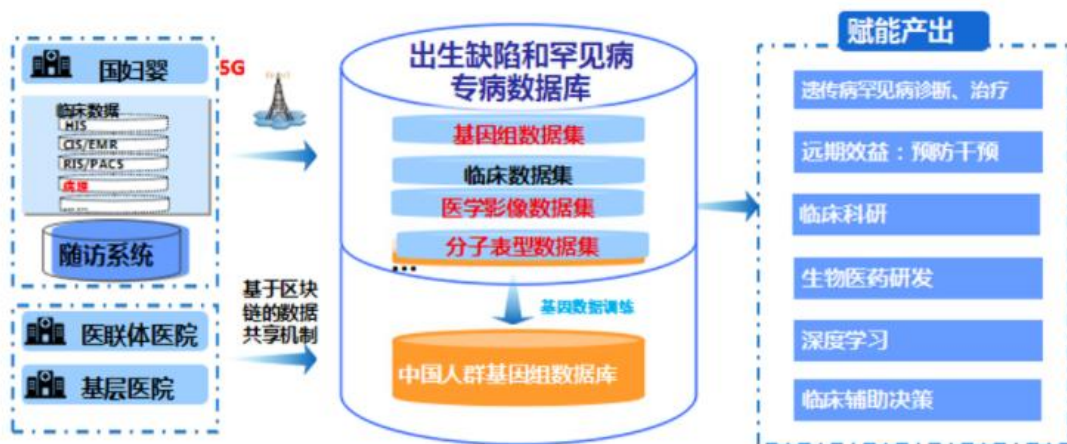 国妇婴
5G
临床数据
HIS
CIS/EMR
RIS/PACS
病理
随访系统
医联体医院
基层医院
基于区块
链的数据
共享机制
出生缺陷和罕见病
专病数据库
基因组数据集
临床数据集
医学影像数据集
分子表型数据集
...
基因数据训练
中国人群基因组数据库
赋能产出
遗传病罕见病诊断、治疗
远期效益：预防干预
临床科研
生物医药研发
深度学习
临床辅助决策